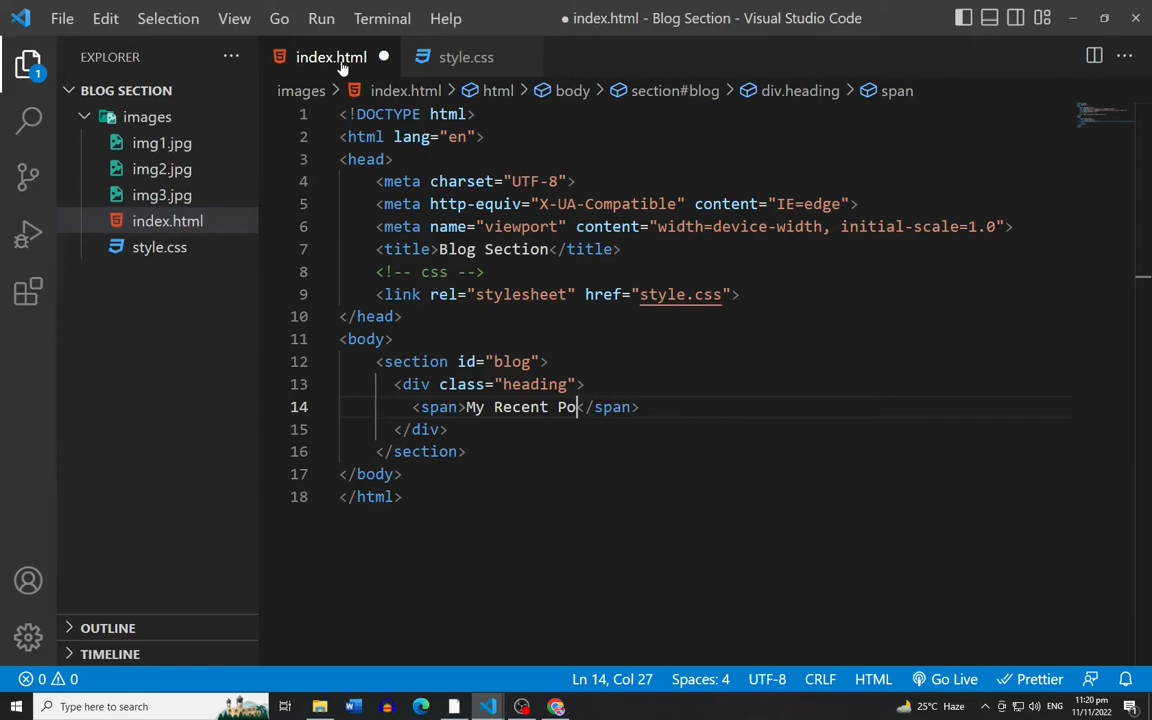 File Edit Selection View Go Run Terminal Help ● index.html - Blog Section - Visual Studio Code
EXPLORER ···
index.html ●
style.css
1
BLOG SECTION
images
img1.jpg
img2.jpg
img3.jpg
index.html
style.css
OUTLINE
TIMELINE
images > index.html > html > body > section#blog > div.heading > span
1 <!DOCTYPE html>
2 <html lang="en">
3 <head>
4 <meta charset="UTF-8">
5 <meta http-equiv="X-UA-Compatible" content="IE=edge">
6 <meta name="viewport" content="width=device-width, initial-scale=1.0">
7 <title>Blog Section</title>
8 <!-- css -->
9 <link rel="stylesheet" href="style.css">
10 </head>
11 <body>
12 <section id="blog">
13 <div class="heading">
14 <span>My Recent Po</span>
15 </div>
16 </section>
17 </body>
18 </html>
0 0 Ln 14, Col 27 Spaces: 4 UTF-8 CRLF HTML Go Live Prettier
Type here to search 25°C Haze ENG 11:20 pm
11/11/2022 1